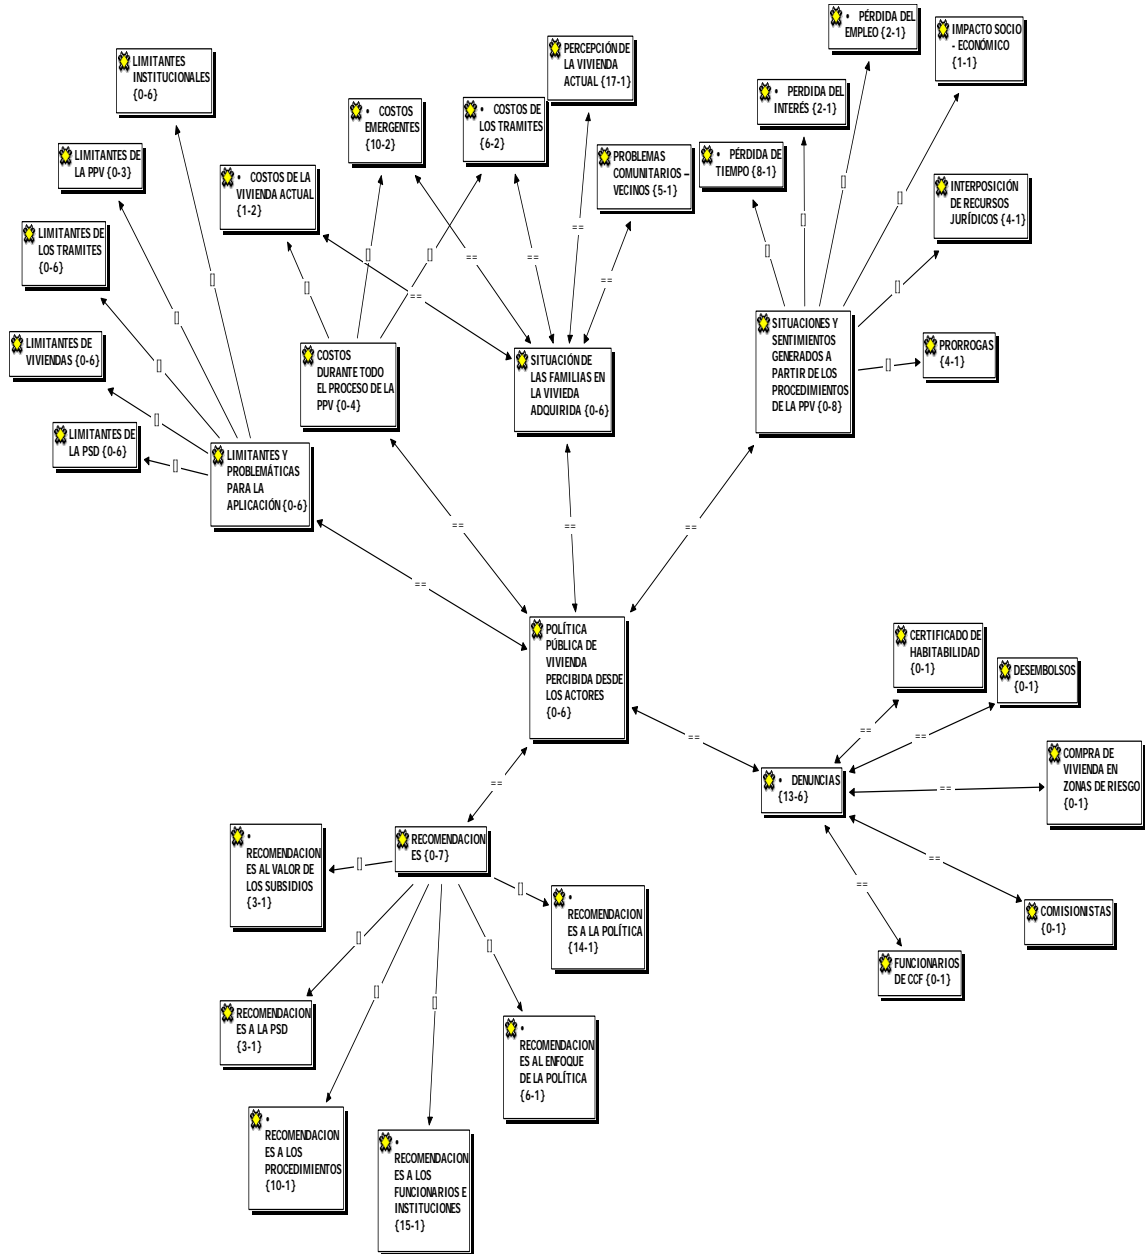 • PÉRDIDA DEL
EMPLEO {2-1}
IMPACTO SOCIO
- ECONÓMICO
{1-1}
PERCEPCIÓN DE
LA VIVIENDA
ACTUAL {17-1}
LIMITANTES
INSTITUCIONALES
{0-6}
• PERDIDA DEL
INTERÉS {2-1}
• COSTOS
EMERGENTES
{10-2}
• COSTOS DE
LOS TRAMITES
{6-2}
LIMITANTES DE
LA PPV {0-3}
PROBLEMAS
COMUNITARIOS –
VECINOS {5-1}
• PÉRDIDA DE
TIEMPO {8-1}
• COSTOS DE LA
VIVIENDA ACTUAL
{1-2}
INTERPOSICIÓN
DE RECURSOS
JURÍDICOS {4-1}
LIMITANTES DE
LOS TRAMITES
{0-6}
LIMITANTES DE
VIVIENDAS {0-6}
COSTOS
DURANTE TODO
EL PROCESO DE LA
PPV {0-4}
SITUACIÓN DE
LAS FAMILIAS EN
LA VIVIEDA
ADQUIRIDA {0-6}
SITUACIONES Y
SENTIMIENTOS
GENERADOS A
PARTIR DE LOS
PROCEDIMIENTOS
DE LA PPV {0-8}
PRORROGAS
{4-1}
LIMITANTES DE
LA PSD {0-6}
LIMITANTES Y
PROBLEMÁTICAS
PARA LA
APLICACIÓN {0-6}
[]
[]
[]
[]
[]
[]
[]
[]
==
==
==
==
==
[]
[]
[]
[]
[]
[]
==
==
==
==
POLÍTICA
PÚBLICA DE
VIVIENDA
PERCIBIDA DESDE
LOS ACTORES
{0-6}
CERTIFICADO DE
HABITABILIDAD
{0-1}
DESEMBOLSOS
{0-1}
==
==
==
==
COMPRA DE
VIVIENDA EN
ZONAS DE RIESGO
{0-1}
• DENUNCIAS
{13-6}
==
==
==
==
COMISIONISTAS
{0-1}
FUNCIONARIOS
DE CCF {0-1}
RECOMENDACION
ES {0-7}
•
RECOMENDACION
ES AL VALOR DE
LOS SUBSIDIOS
{3-1}
[]
[]
•
RECOMENDACION
ES A LA POLÍTICA
{14-1}
[]
[]
[]
[]
RECOMENDACION
ES A LA PSD
{3-1}
•
RECOMENDACION
ES AL ENFOQUE
DE LA POLÍTICA
{6-1}
•
RECOMENDACION
ES A LOS
PROCEDIMIENTOS
{10-1}
•
RECOMENDACION
ES A LOS
FUNCIONARIOS E
INSTITUCIONES
{15-1}